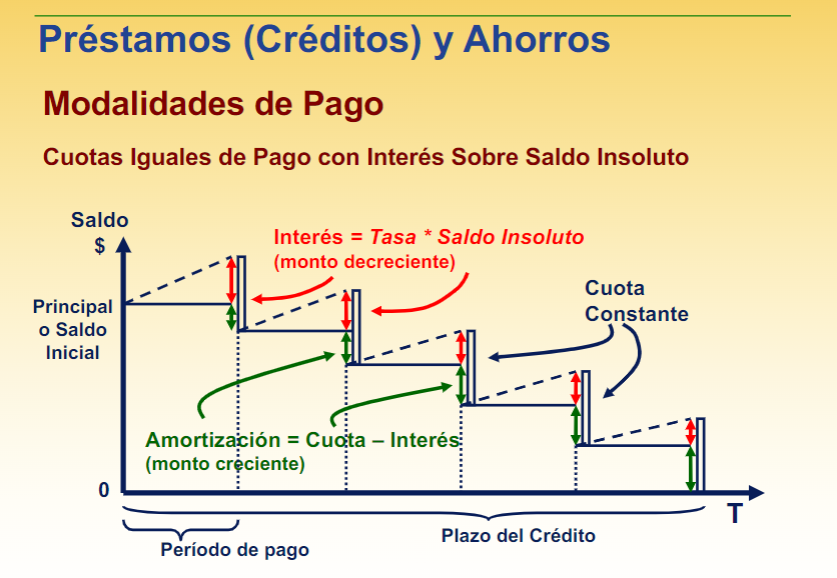 Préstamos (Créditos) y Ahorros
Modalidades de Pago
Cuotas Iguales de Pago con Interés Sobre Saldo Insoluto
Saldo
$
Interés = Tasa * Saldo Insoluto
(monto decreciente)
Cuota
Constante
Principal
o Saldo
Inicial
Amortización = Cuota – Interés
(monto creciente)
0
T
Período de pago
Plazo del Crédito